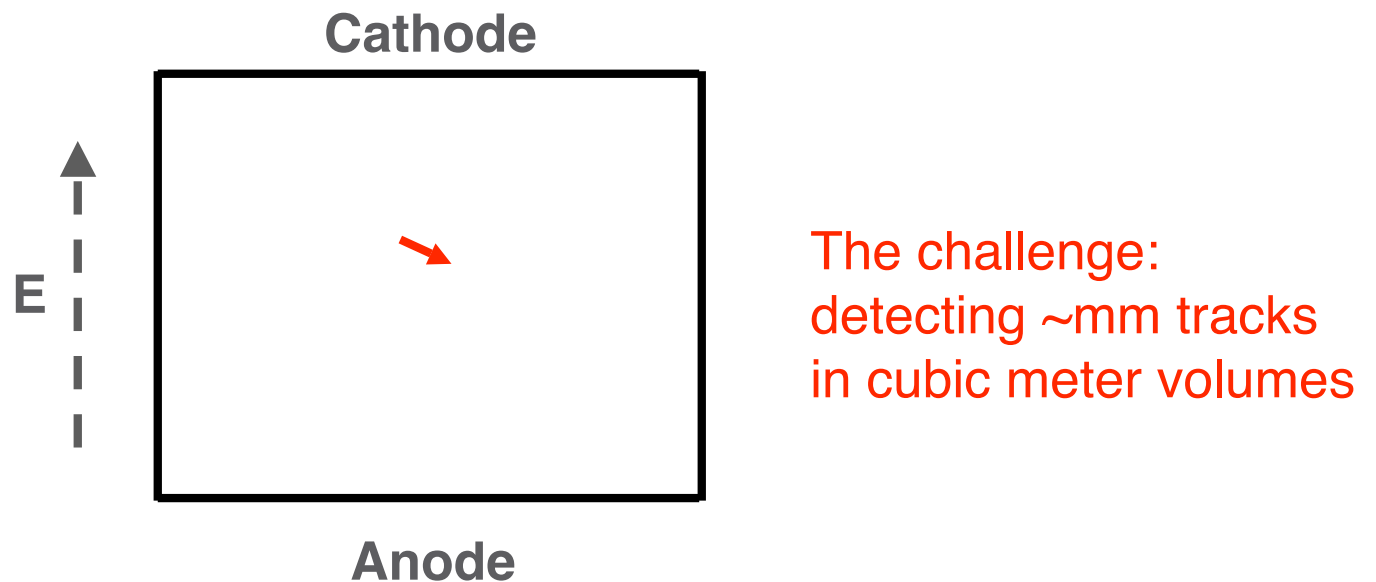 Cathode
E
The challenge:
detecting ~mm tracks
in cubic meter volumes
Anode